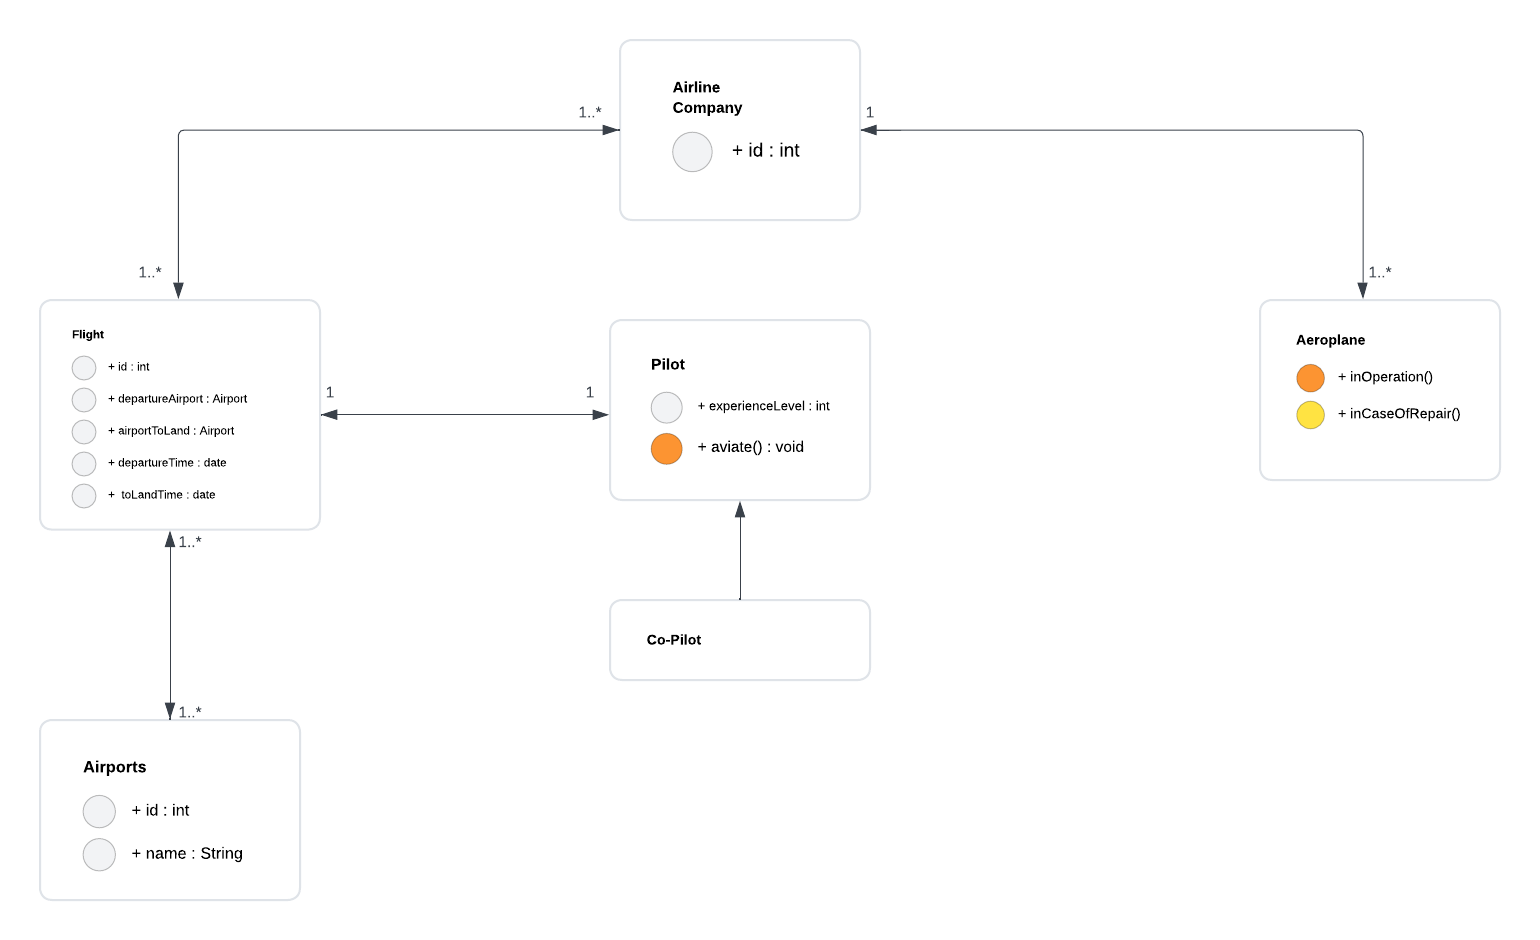 Airline
Company
+ id : int
1..*
1
1..*
1..*
Flight
+ id : int
+ departureAirport : Airport
+ airportToLand : Airport
+ departureTime : date
+ toLandTime : date
1
1
Pilot
+ experienceLevel : int
+ aviate() : void
Aeroplane
+ inOperation()
+ inCaseOfRepair()
1..*
Co-Pilot
1..*
Airports
+ id : int
+ name : String